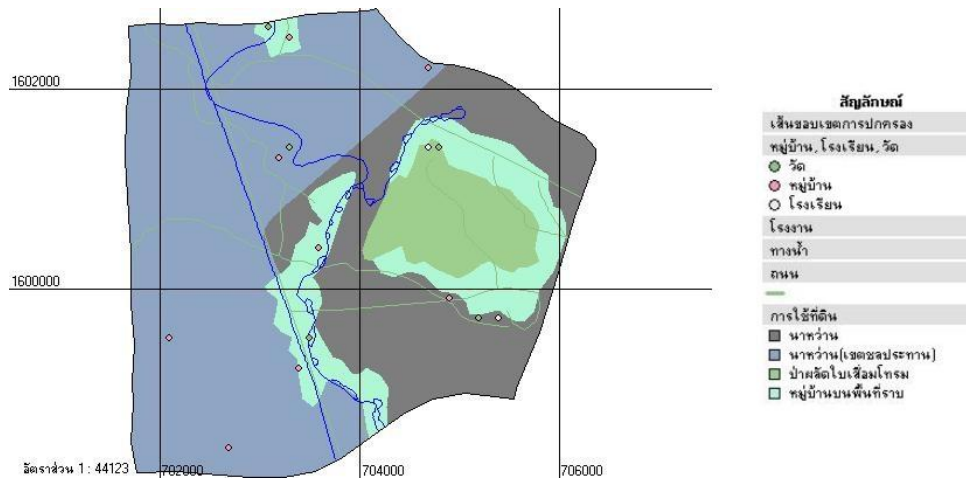 1602000
1600000
อัตราส่วน 1 : 44123
702000
704000
706000
สัญลักษณ์
เส้นขอบเขตการปกครอง
หมู่บ้าน, โรงเรียน, วัด
วัด
หมู่บ้าน
โรงเรียน
โรงงาน
ทางน้ำ
ถนน
การใช้ที่ดิน
นาหว่าน
นาหว่าน(เขตชลประทาน)
ป่าผลัดใบเสื่อมโทรม
หมู่บ้านบนพื้นที่ราบ